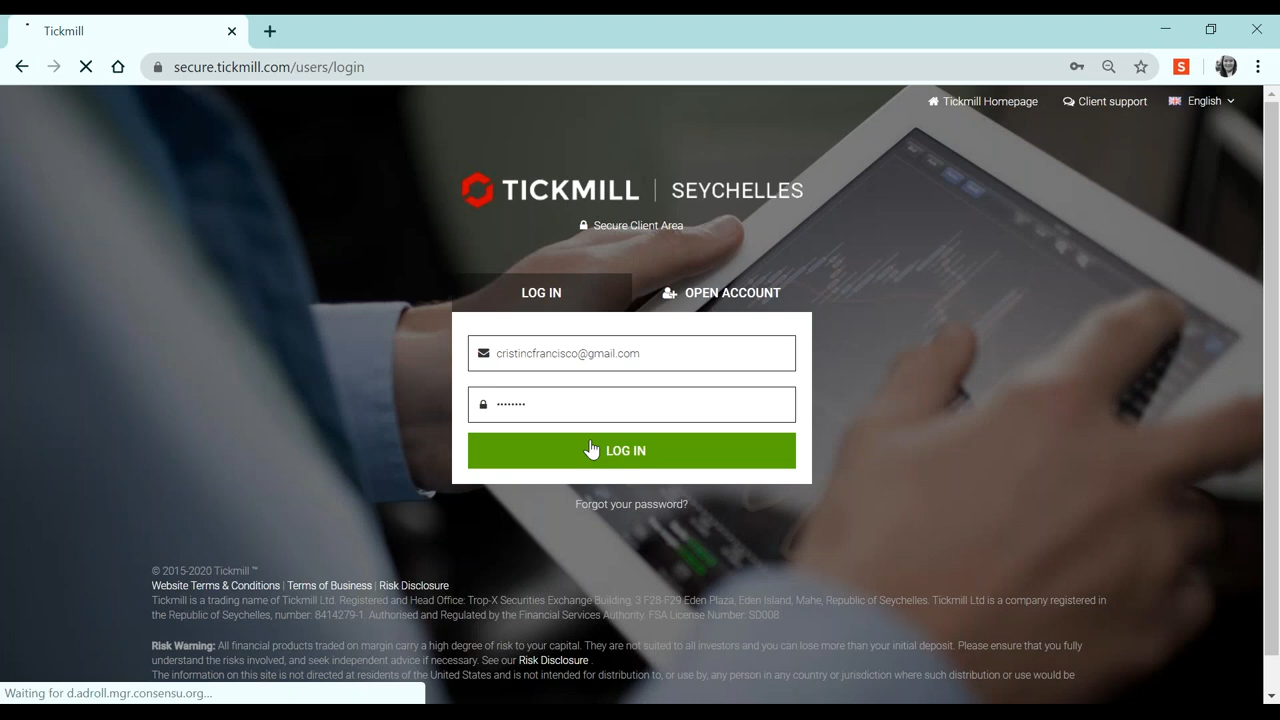 Tickmill
secure.tickmill.com/users/login
S
Tickmill Homepage
Client support
English
TICKMILL | SEYCHELLES
Secure Client Area
LOG IN
OPEN ACCOUNT
cristincfrancisco@gmail.com
••••••••
LOG IN
Forgot your password?
© 2015-2020 Tickmill ™
Website Terms & Conditions | Terms of Business | Risk Disclosure
Tickmill is a trading name of Tickmill Ltd. Registered and Head Office: Trop-X Securities Exchange Building, 3 F28-F29 Eden Plaza, Eden Island, Mahe, Republic of Seychelles. Tickmill Ltd is a company registered in
the Republic of Seychelles, number: 8414279-1. Authorised and Regulated by the Financial Services Authority. FSA License Number: SD008.
Risk Warning: All financial products traded on margin carry a high degree of risk to your capital. They are not suited to all investors and you can lose more than your initial deposit. Please ensure that you fully
understand the risks involved, and seek independent advice if necessary. See our Risk Disclosure .
The information on this site is not directed at residents of the United States and is not intended for distribution to, or use by, any person in any country or jurisdiction where such distribution or use would be
Waiting for d.adroll.mgr.consensu.org...